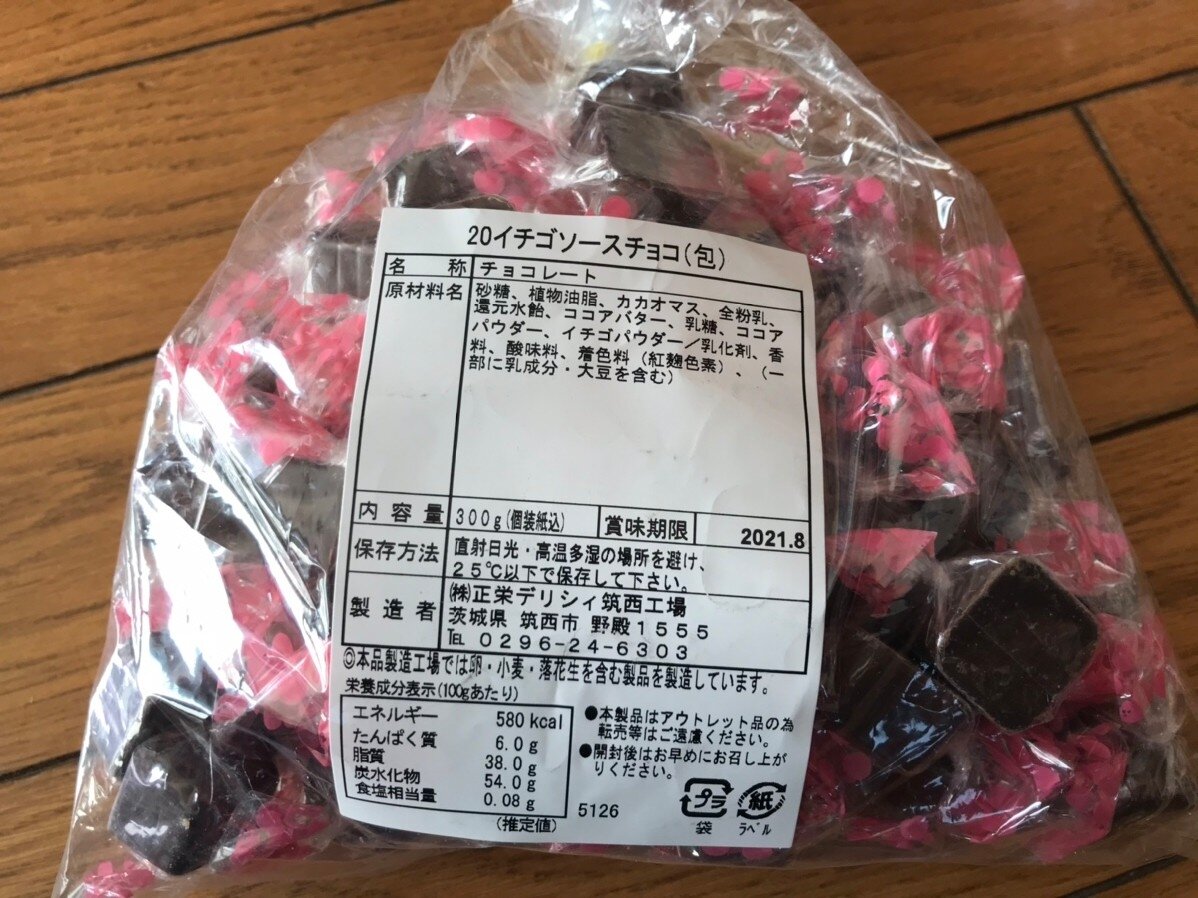 20イチゴソースチョコ(包)
名　称 チョコレート
原材料名 砂糖、植物油脂、カカオマス、全粉乳、
還元水飴、ココアバター、乳糖、ココア
パウダー、イチゴパウダー／乳化剤、香
料、酸味料、着色料（紅麹色素）、（一
部に乳成分・大豆を含む）
内容量 300g(個装紙込) 賞味期限 2021.8
保存方法 直射日光・高温多湿の場所を避け、
25℃以下で保存して下さい。
製造者 ㈱正栄デリシィ筑西工場
茨城県 筑西市 野殿1555
℡ 0296-24-6303
◎本品製造工場では卵・小麦・落花生を含む製品を製造しています。
栄養成分表示(100gあたり)
エネルギー 580kcal
たんぱく質 6.0g
脂質 38.0g
炭水化物 54.0g
食塩相当量 0.08g
(推定値)
●本製品はアウトレット品の為
転売等はご遠慮ください。
●開封後はお早めにお召し上が
りください。
5126
プラ 紙
袋 ラベル